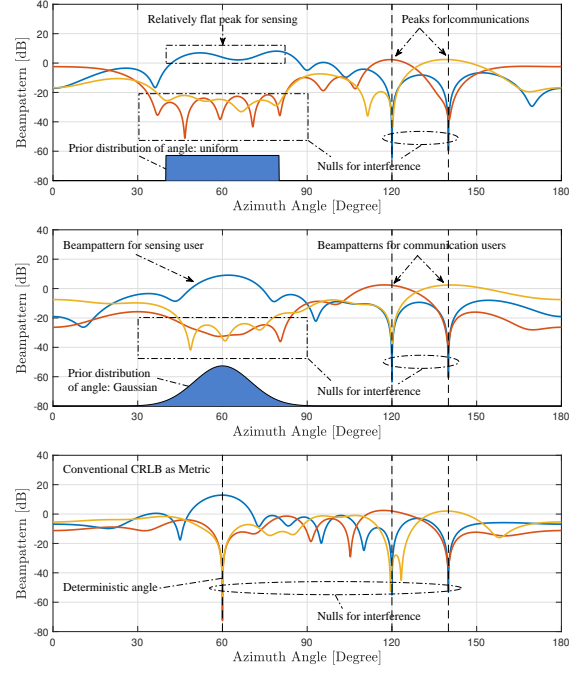 40
Relatively flat peak for sensing
Peaks for communications
20
0
-20
-40
-60
-80
Beampattern [dB]
Prior distribution of angle: uniform
Nulls for interference
0
30
60
90
120
150
180
Azimuth Angle [Degree]
40
Beampattern for sensing user
Beampatterns for communication users
20
0
-20
-40
-60
-80
Beampattern [dB]
Prior distribution
of angle: Gaussian
Nulls for interference
0
30
60
90
120
150
180
Azimuth Angle [Degree]
40
Conventional CRLB as Metric
20
0
-20
-40
-60
-80
Beampattern [dB]
Deterministic angle
Nulls for interference
0
30
60
90
120
150
180
Azimuth Angle [Degree]